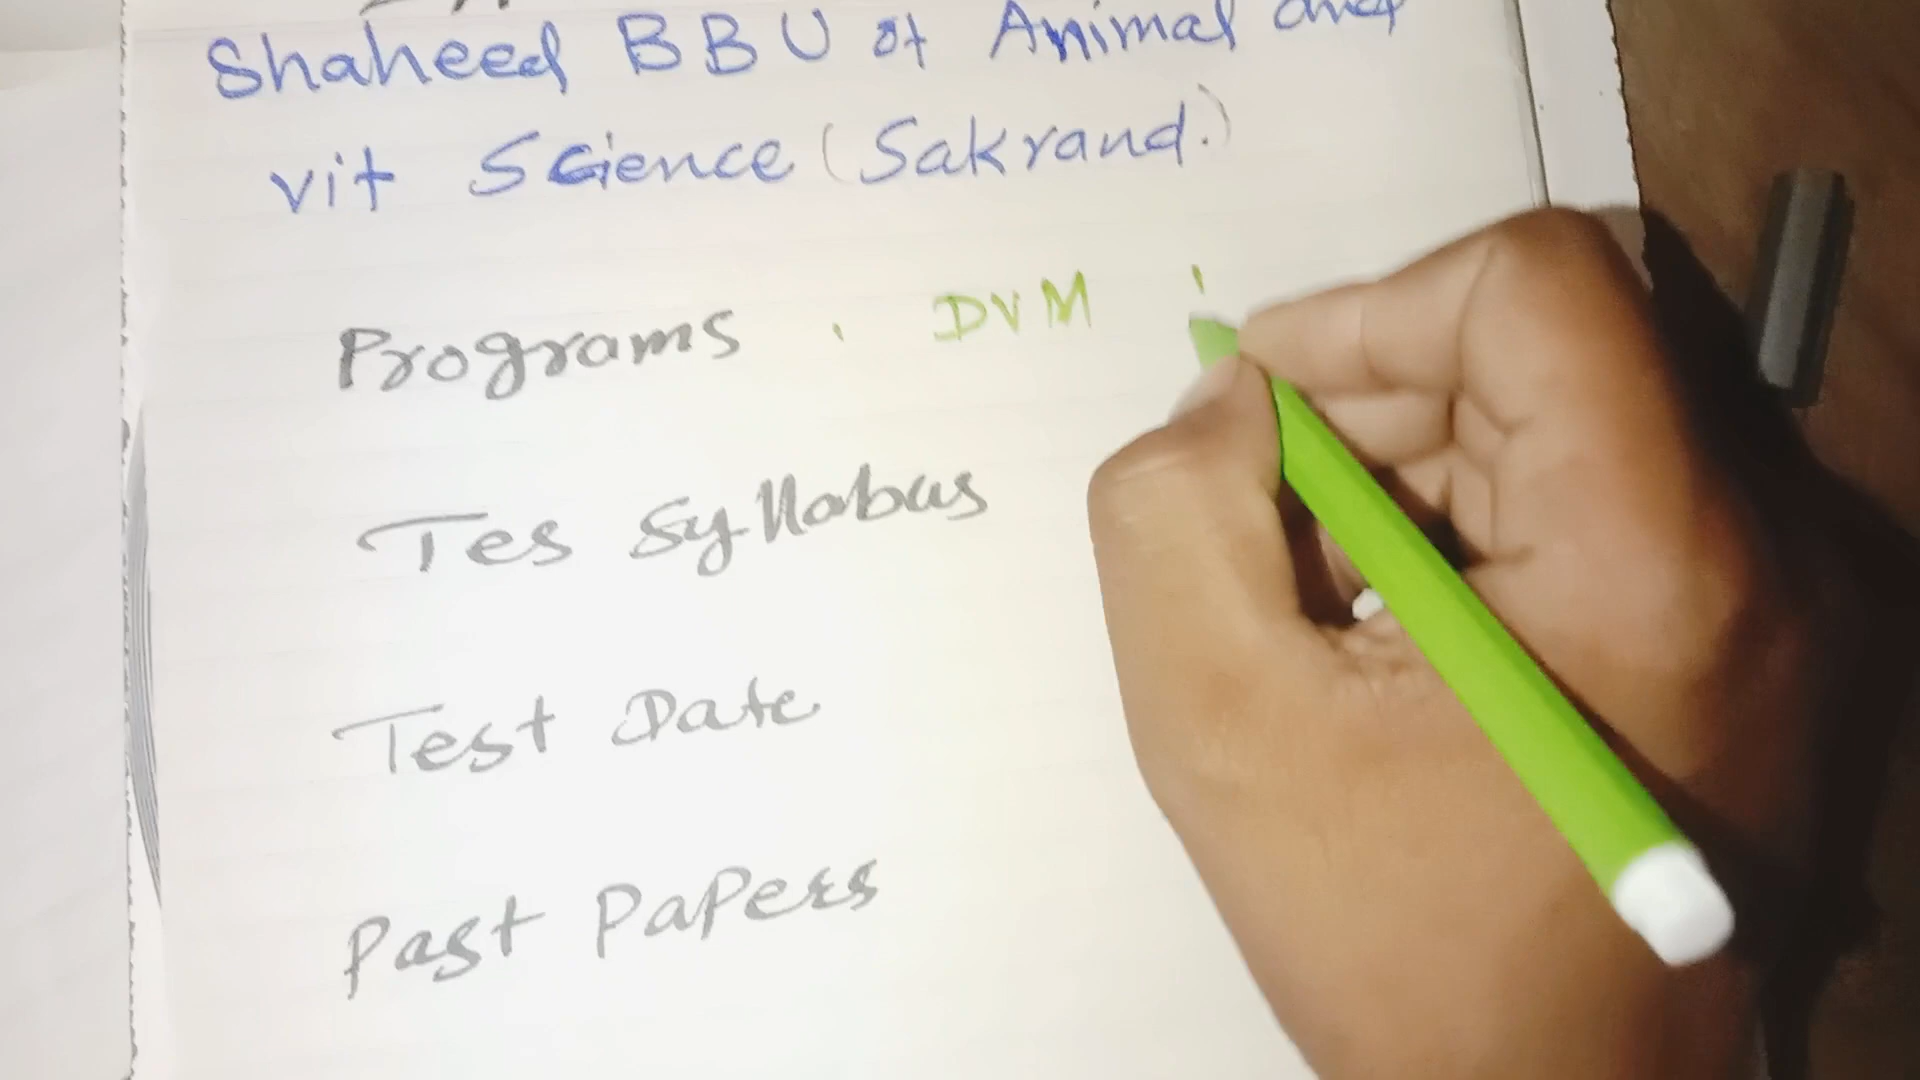 Shaheed BBU of Animal and
vit Science (Sakrand.)
Programs . DVM
Tes Syllabus
Test Date
Past Papers